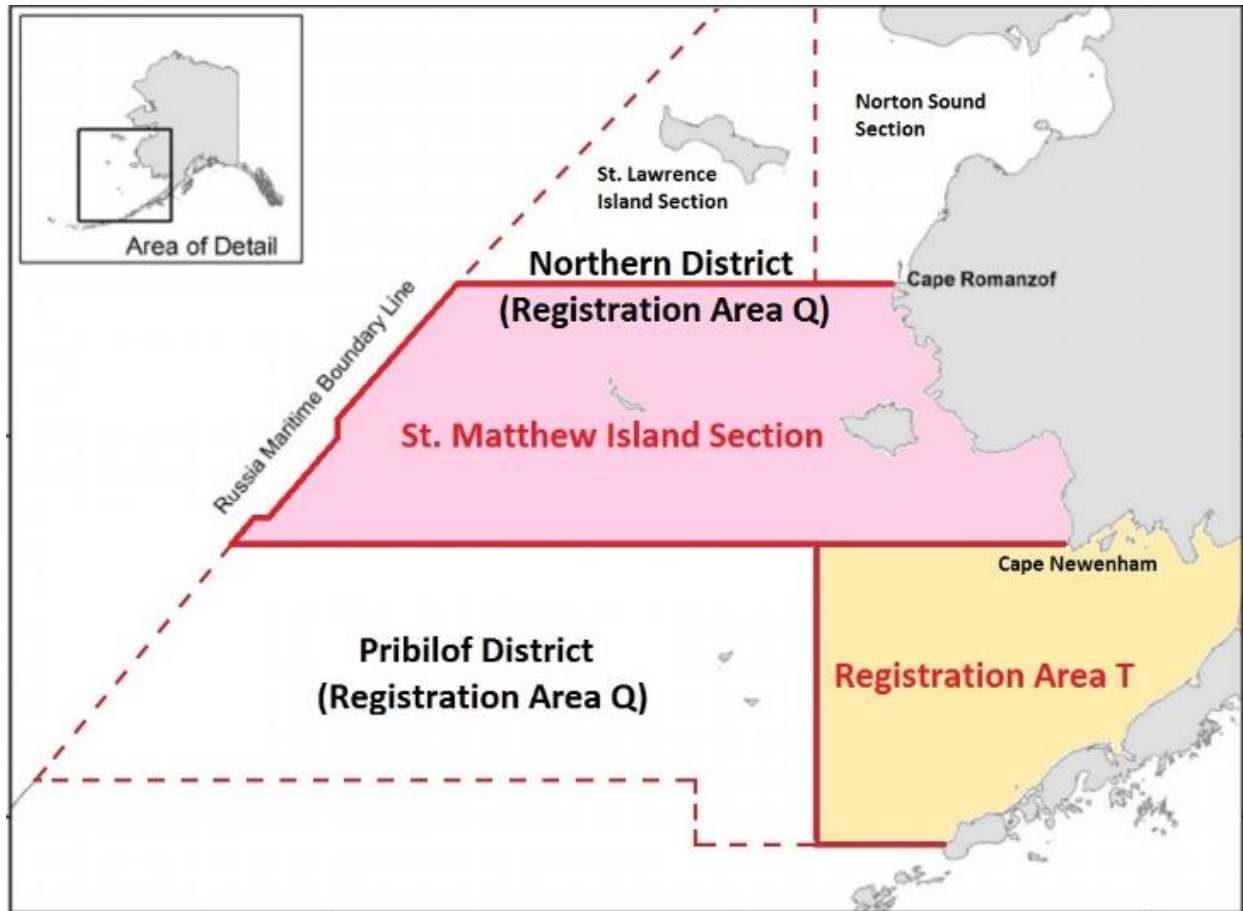 Area of Detail
Norton Sound
Section
St. Lawrence
Island Section
Northern District
(Registration Area Q)
Cape Romanzof
Russia Maritime Boundary Line
St. Matthew Island Section
Cape Newenham
Pribilof District
(Registration Area Q)
Registration Area T